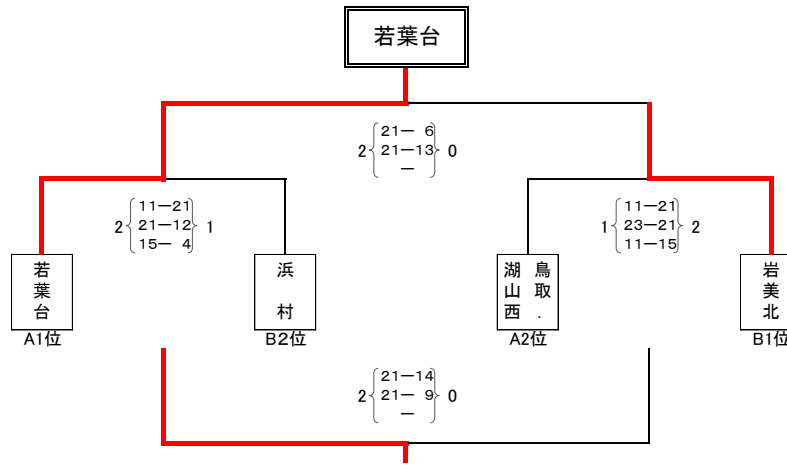 若葉台
2 21― 6 0
21―13
―
2 11―21 1
21―12
15― 4
1 11―21 2
23―21
11―15
若葉台
A1位
浜村
B2位
鳥取.
湖山西
A2位
岩美北
B1位
2 21―14 0
21― 9
―